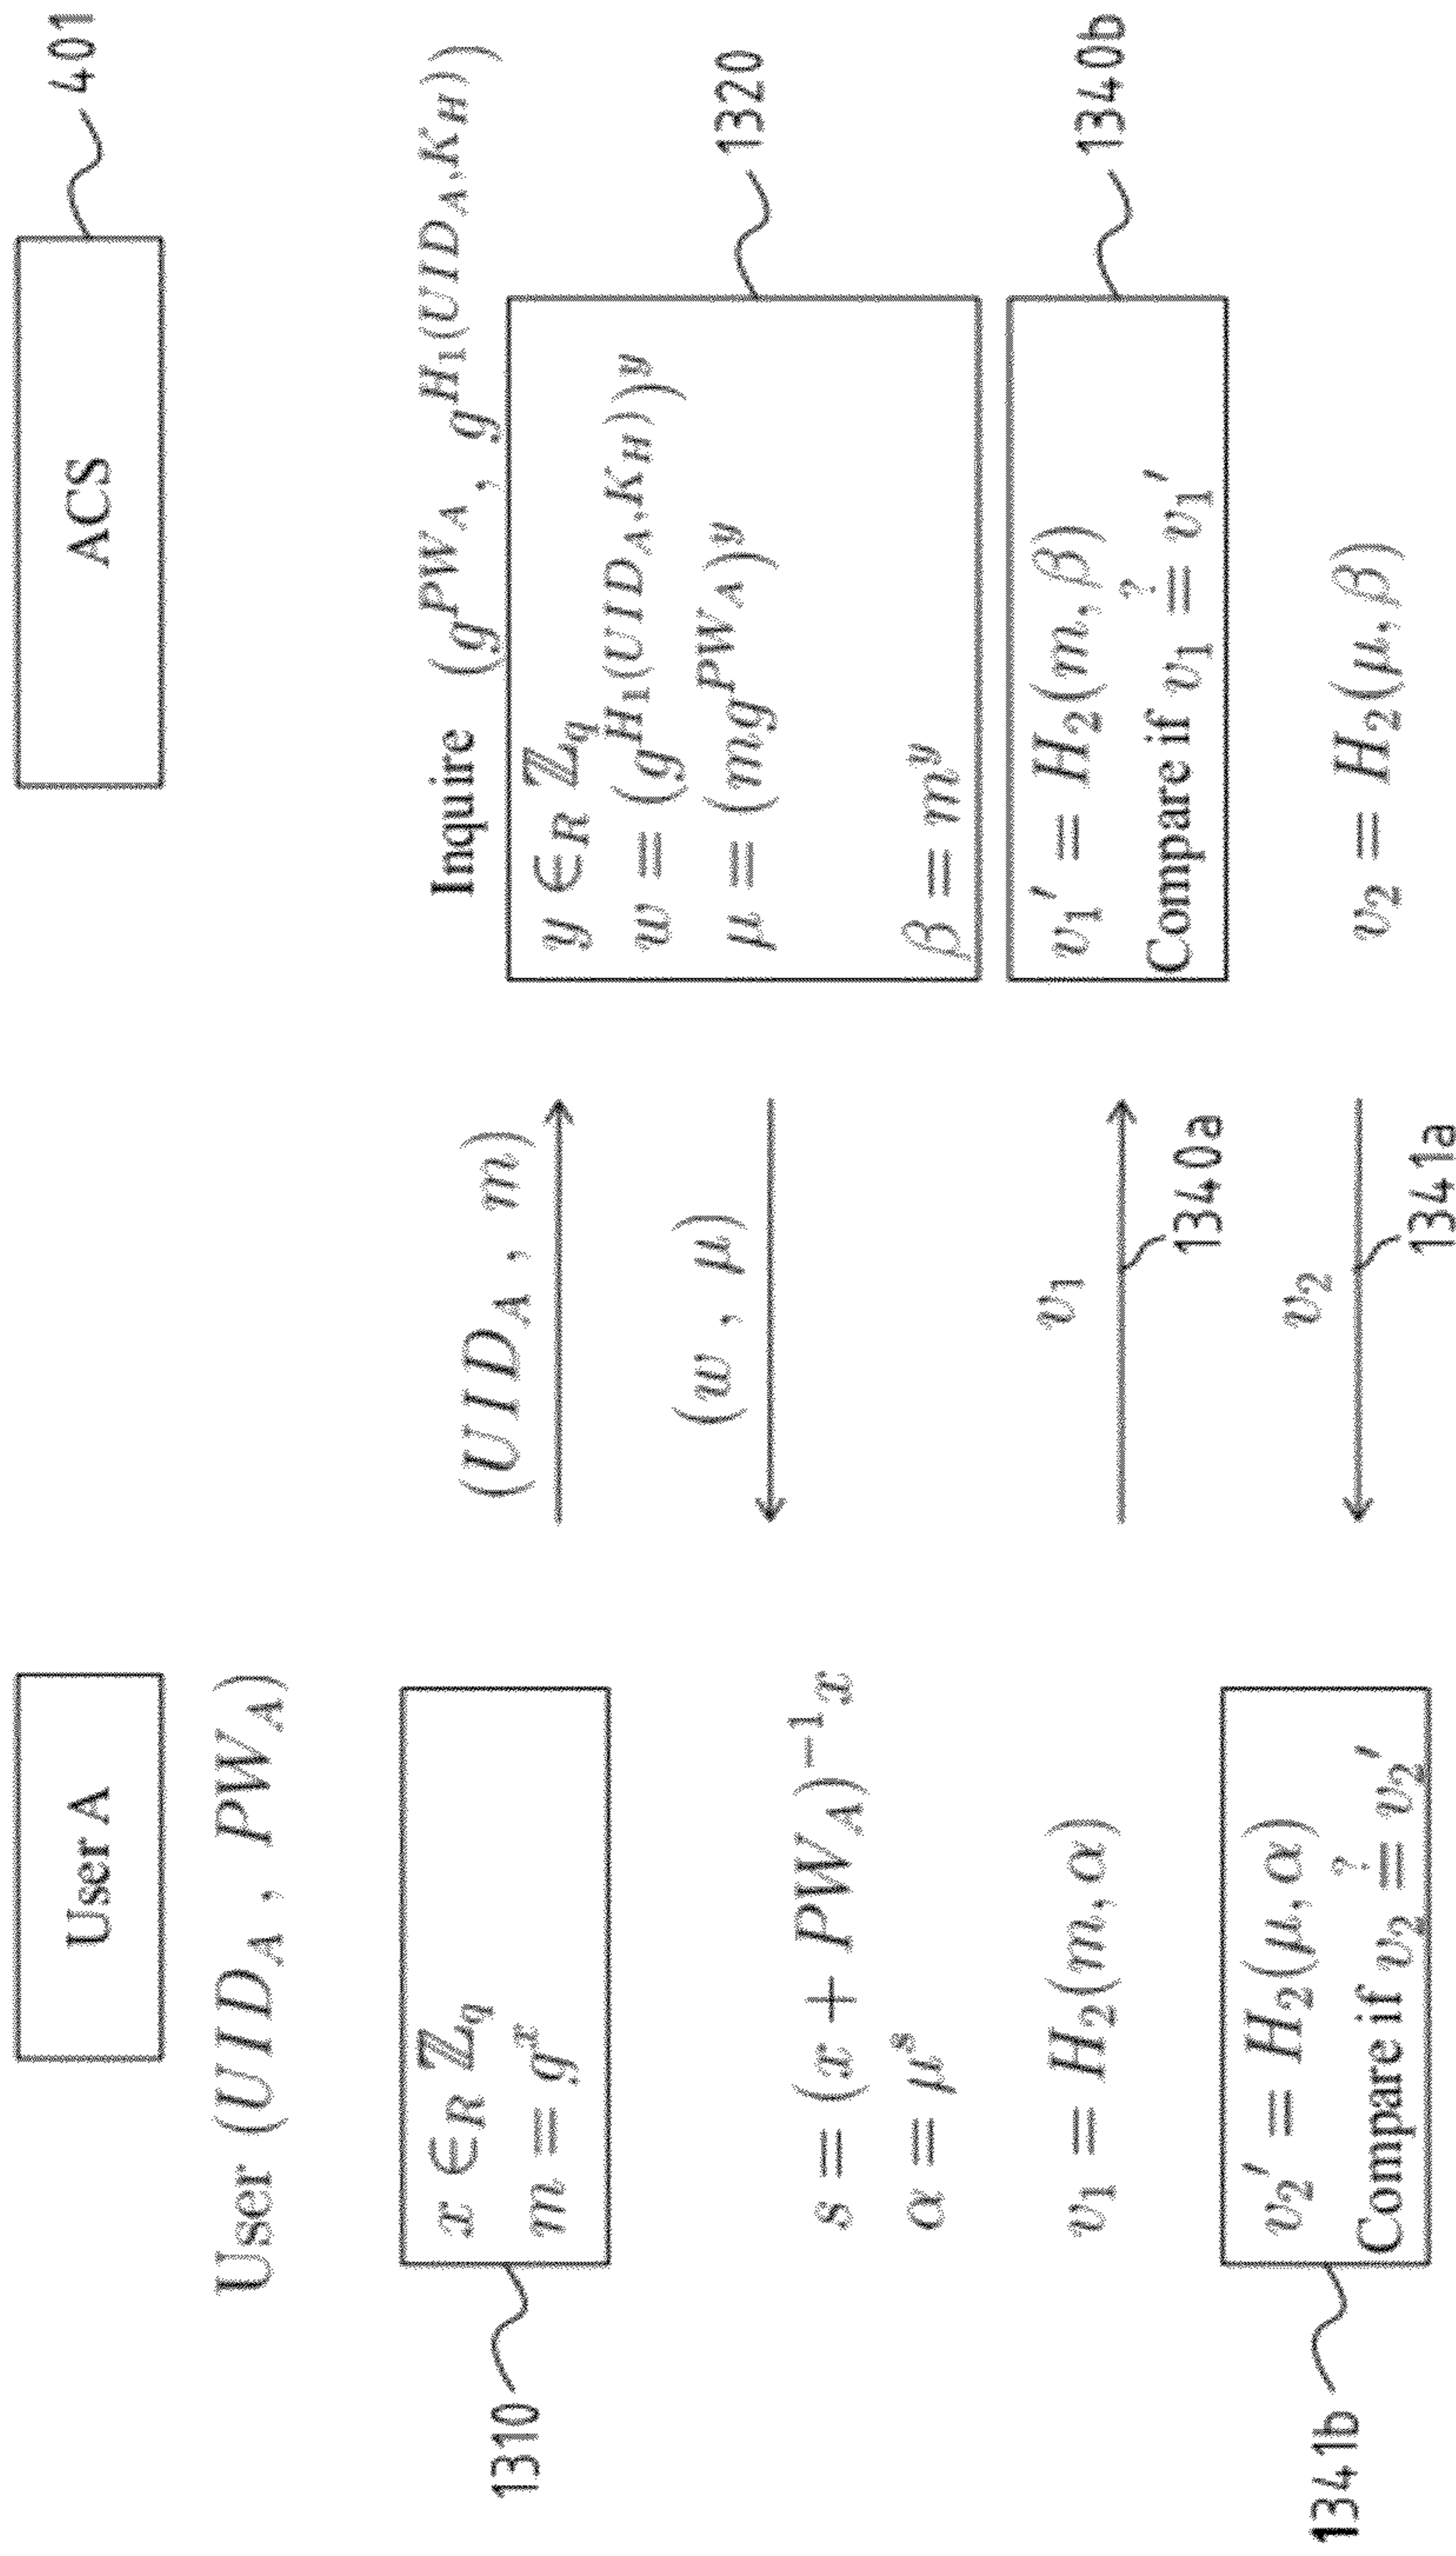 User A
ACS
401
User (UID_A , PW_A)
Inquire (g^{PW_A} , g^{H_1(UID_A,K_H)})
1310
x ∈_R ℤ_q
m = g^x
(UID_A , m)
y ∈_R ℤ_q
w = (g^{H_1(UID_A,K_H)})^y
μ = (mg^{PW_A})^y
β = m^y
1320
(w , μ)
s = (x + PW_A)^{-1}x
α = μ^s
v_1 = H_2(m, α)
v_1
1340a
v_1' = H_2(m, β)
Compare if v_1 =^? v_1'
1340b
v_2 = H_2(μ, β)
v_2
1341a
v_2' = H_2(μ, α)
Compare if v_2 =^? v_2'
1341b